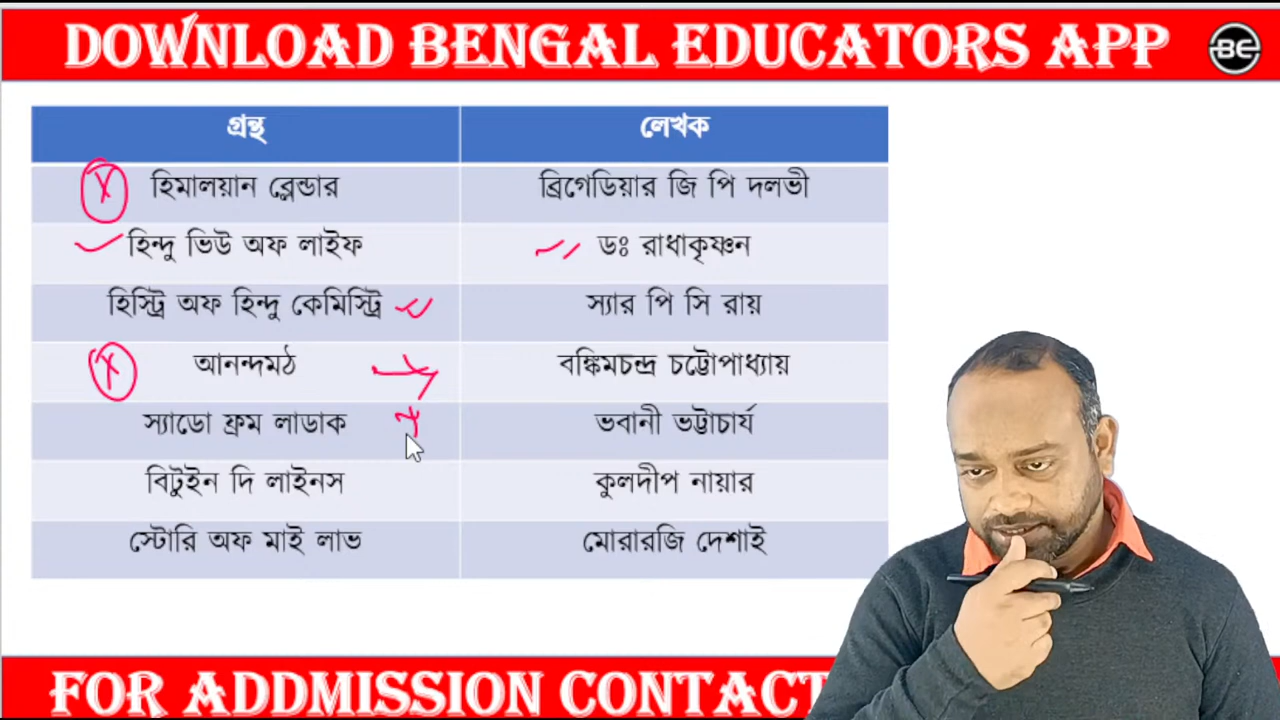 DOWNLOAD BENGAL EDUCATORS APP BE
গ্রন্থ লেখক
হিমালয়ান ব্লেন্ডার ব্রিগেডিয়ার জি পি দলভী
হিন্দু ভিউ অফ লাইফ ডঃ রাধাকৃষ্ণন
হিস্ট্রি অফ হিন্দু কেমিস্ট্রি স্যার পি সি রায়
আনন্দমঠ বঙ্কিমচন্দ্র চট্টোপাধ্যায়
স্যাডো ফ্রম লাডাক ভবানী ভট্টাচার্য
বিটুইন দি লাইনস কুলদীপ নায়ার
স্টোরি অফ মাই লাভ মোরারজি দেশাই
FOR ADDMISSION CONTACT